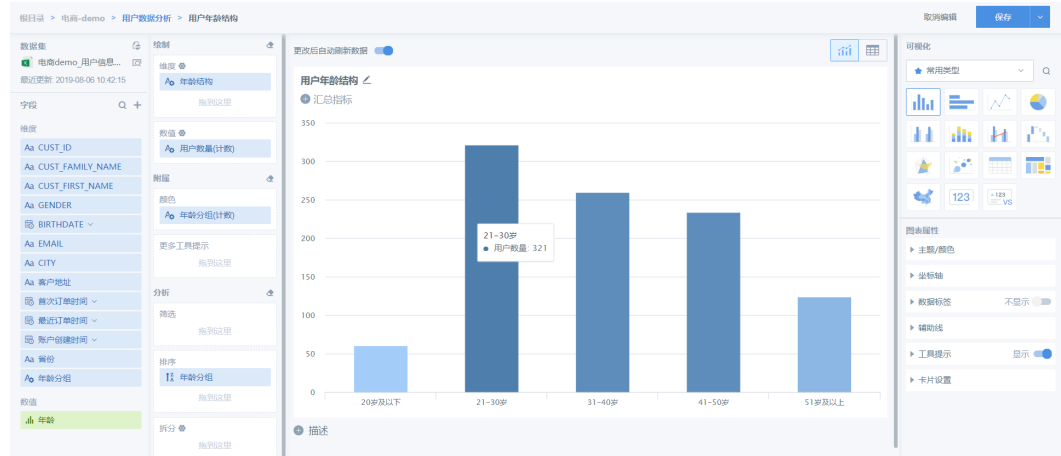 根目录 > 电商-demo > 用户数据分析 > 用户年龄结构
取消编辑
保存
数据集
电商demo_用户信息...
最近更新: 2019-08-06 10:42:15
字段
维度
Aa CUST_ID
Aa CUST_FAMILY_NAME
Aa CUST_FIRST_NAME
Aa GENDER
BIRTHDATE
Aa EMAIL
Aa CITY
Aa 客户地址
首次订单时间
最近订单时间
账户创建时间
Aa 省份
年龄分组
数值
年龄
绘制
维度
年龄结构
拖到这里
数值
用户数量(计数)
附属
颜色
年龄分组(计数)
更多工具提示
拖到这里
分析
筛选
拖到这里
排序
年龄分组
拖到这里
拆分
拖到这里
更改后自动刷新数据
用户年龄结构
汇总指标
350
300
250
200
150
100
50
0
21-30岁
用户数量: 321
20岁及以下
21-30岁
31-40岁
41-50岁
51岁及以上
描述
可视化
常用类型
123
123
VS
图表属性
主题/颜色
坐标轴
数据标签 不显示
辅助线
工具提示 显示
卡片设置